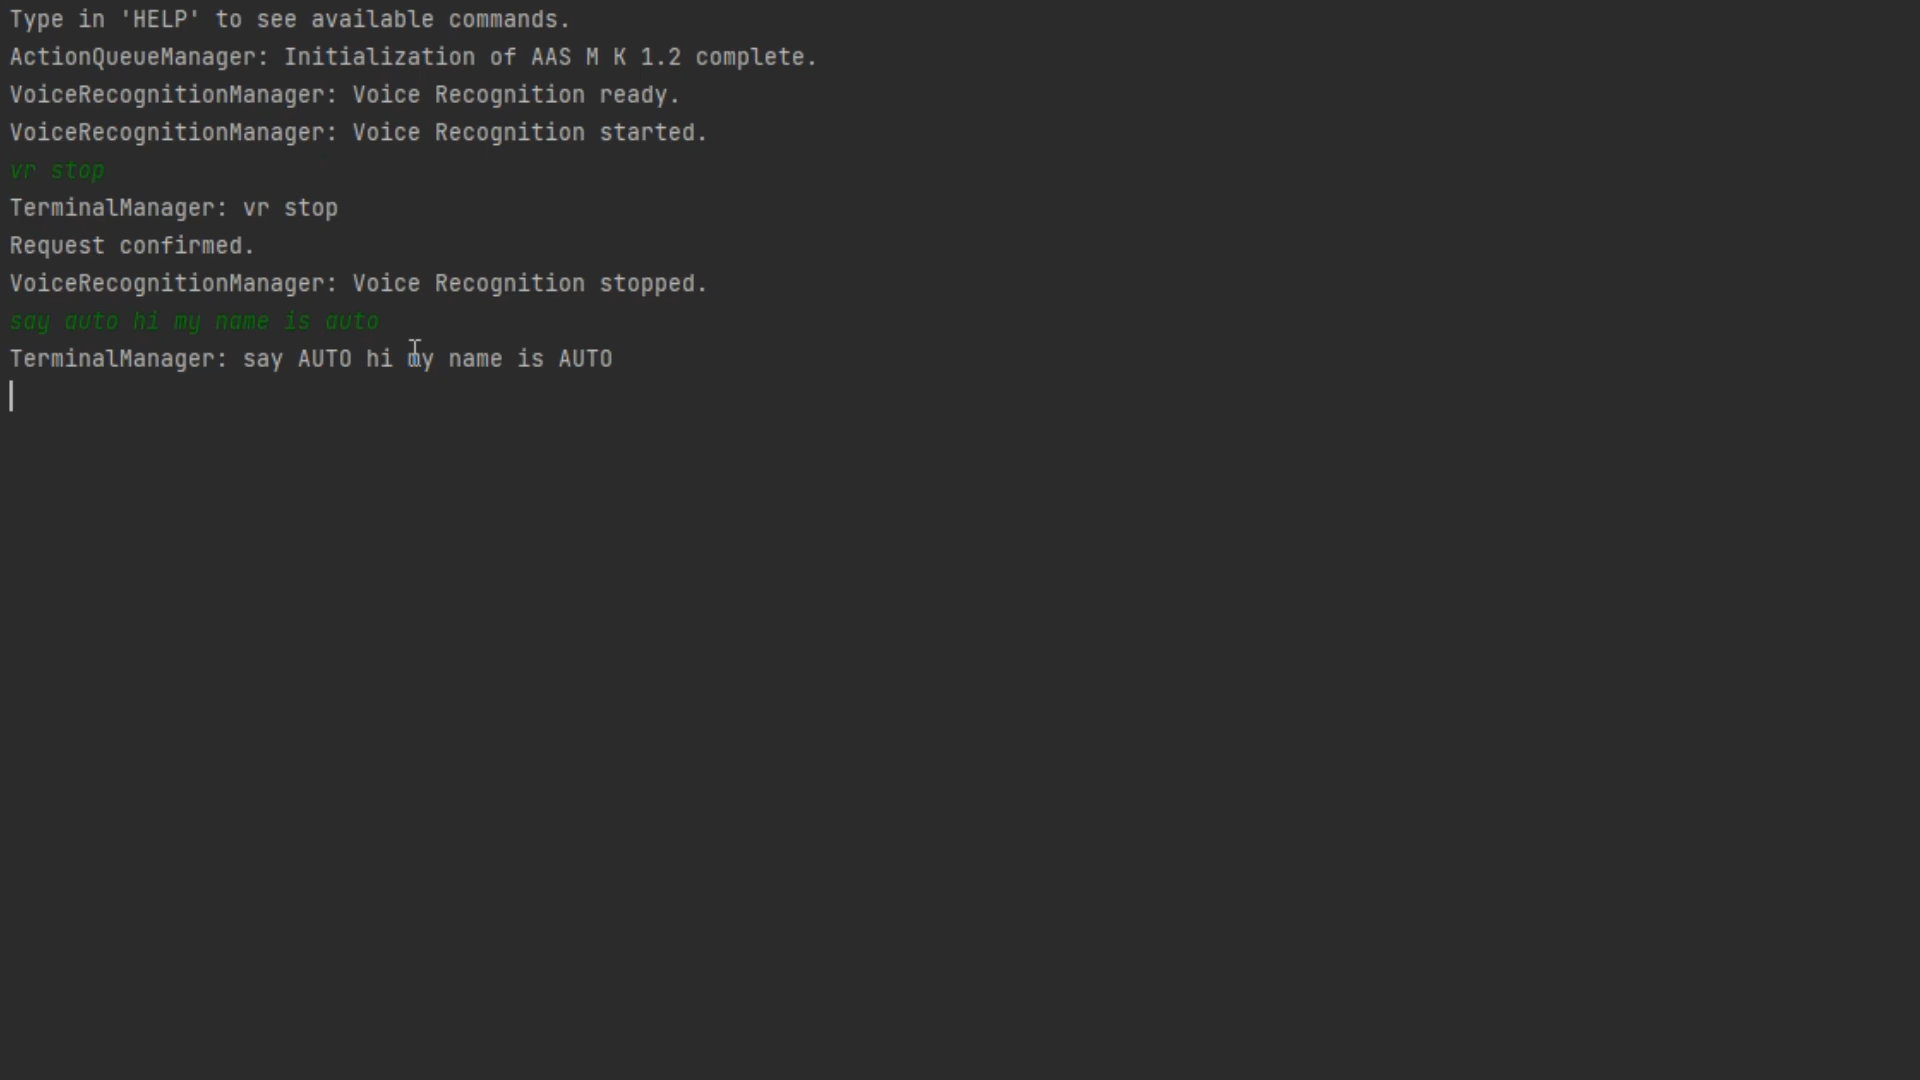 Type in 'HELP' to see available commands.
ActionQueueManager: Initialization of AAS M K 1.2 complete.
VoiceRecognitionManager: Voice Recognition ready.
VoiceRecognitionManager: Voice Recognition started.
vr stop
TerminalManager: vr stop
Request confirmed.
VoiceRecognitionManager: Voice Recognition stopped.
say auto hi my name is auto
TerminalManager: say AUTO hi my name is AUTO